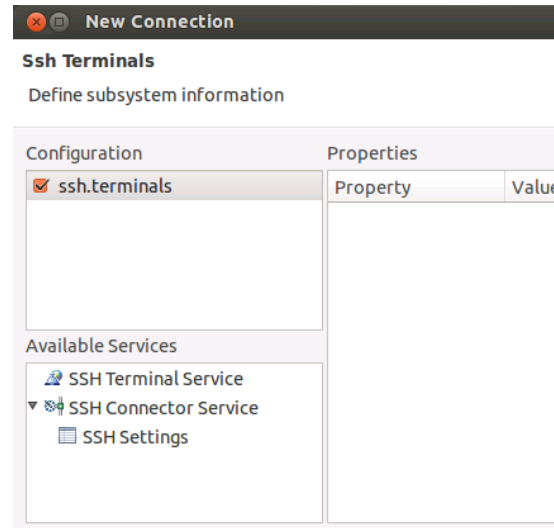 New Connection
Ssh Terminals
Define subsystem information
Configuration
ssh.terminals
Available Services
SSH Terminal Service
SSH Connector Service
SSH Settings
Properties
Property Value